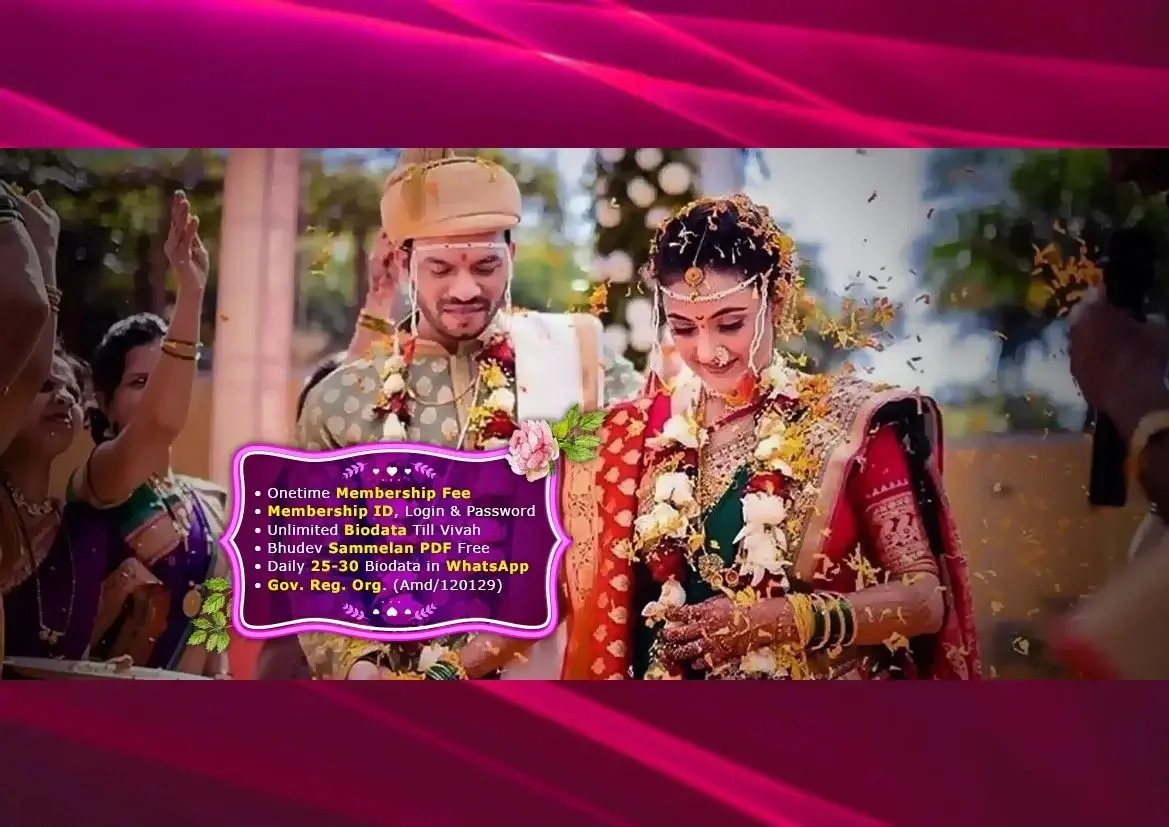 • Onetime Membership Fee
• Membership ID, Login & Password
• Unlimited Biodata Till Vivah
• Bhudev Sammelan PDF Free
• Daily 25-30 Biodata in WhatsApp
• Gov. Reg. Org. (Amd/120129)